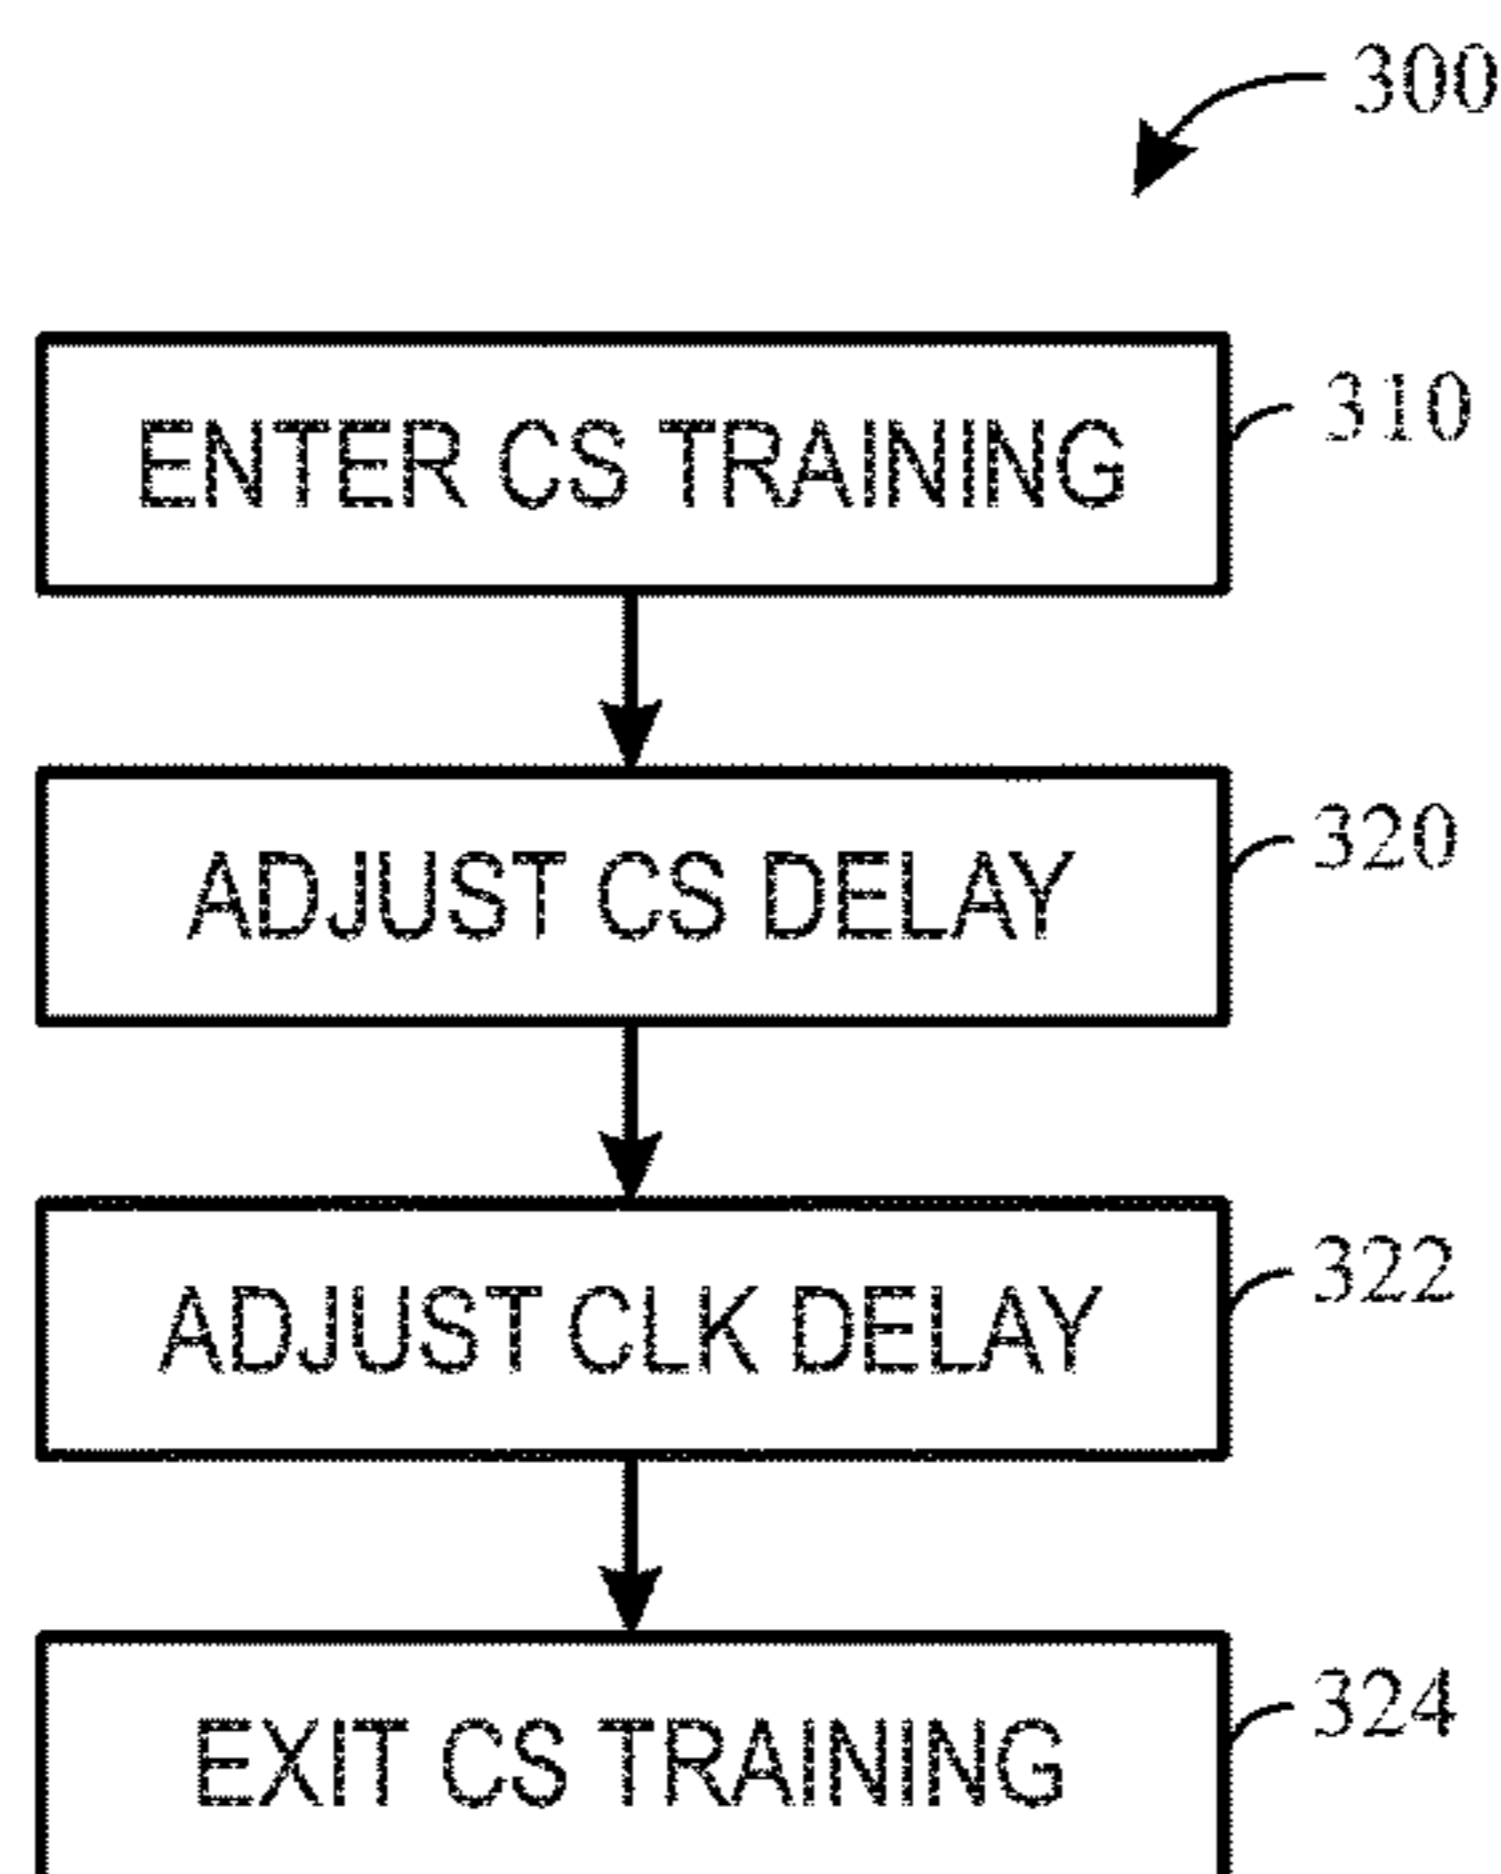 300
ENTER CS TRAINING
310
ADJUST CS DELAY
320
ADJUST CLK DELAY
322
EXIT CS TRAINING
324